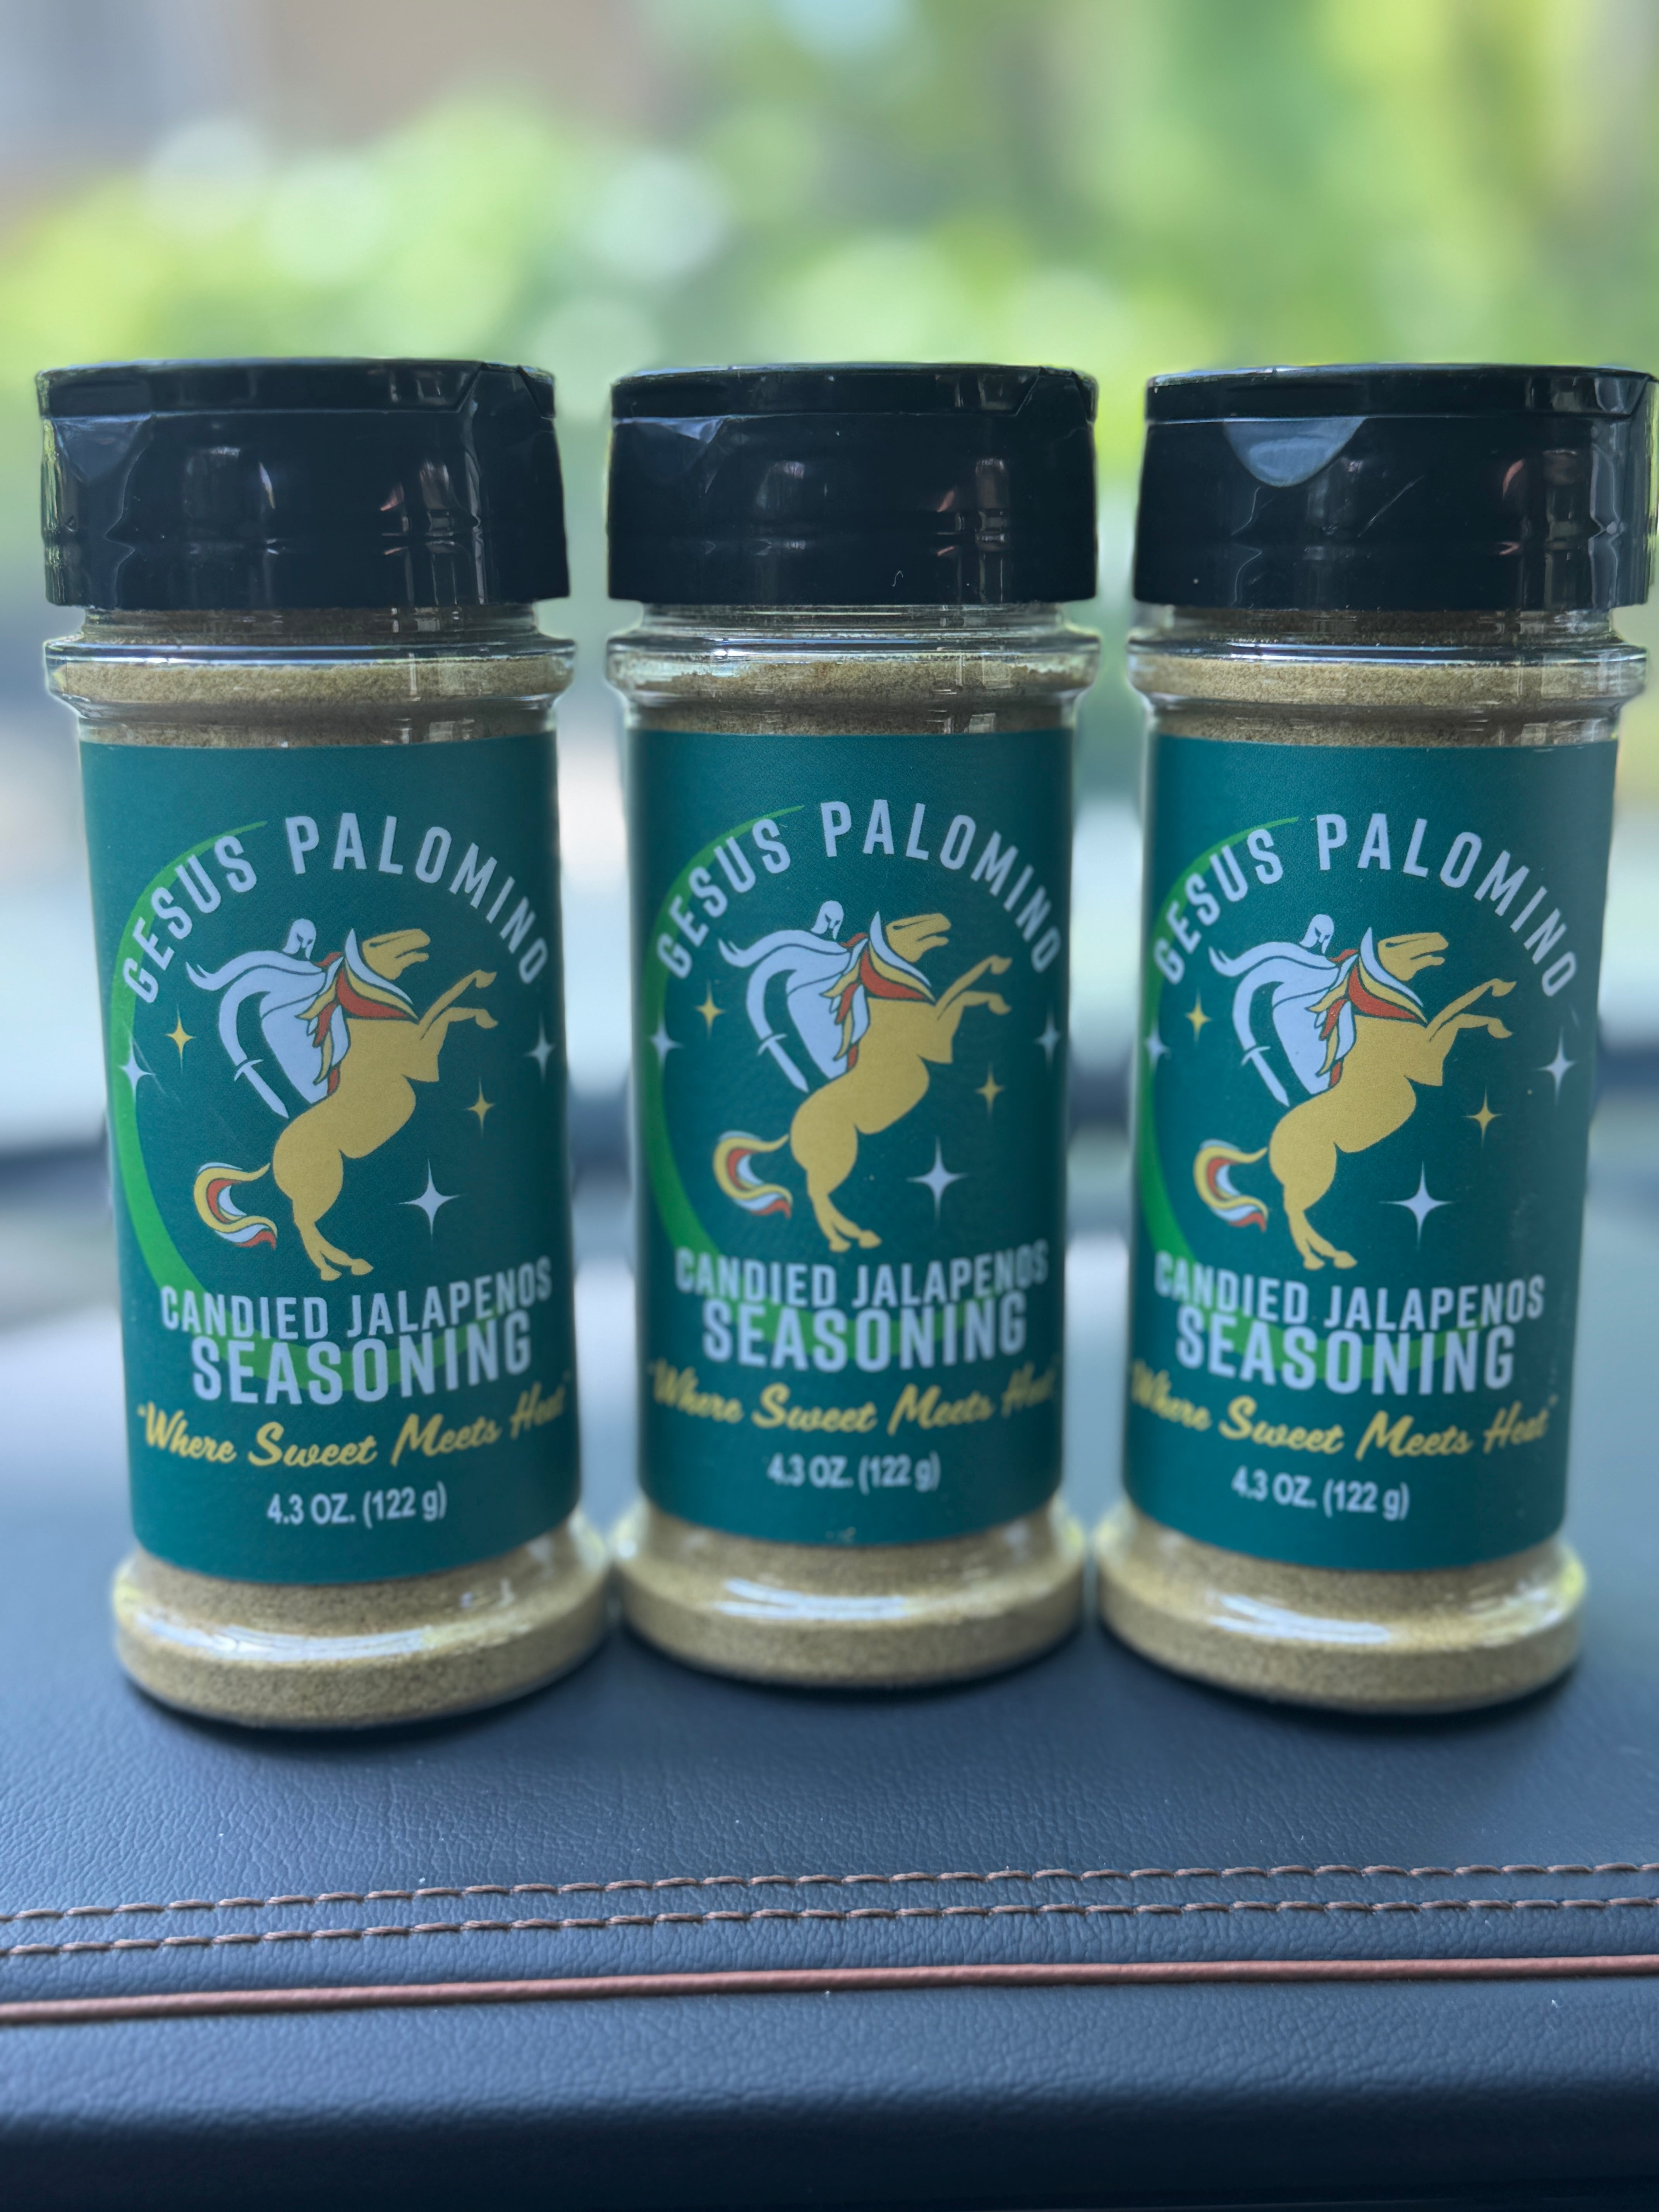 GESUS PALOMINO
CANDIED JALAPENOS
SEASONING
"Where Sweet Meets Heat"
4.3 OZ. (122 g)
GESUS PALOMINO
CANDIED JALAPENOS
SEASONING
"Where Sweet Meets Heat"
4.3 OZ. (122 g)
GESUS PALOMINO
CANDIED JALAPENOS
SEASONING
"Where Sweet Meets Heat"
4.3 OZ. (122 g)